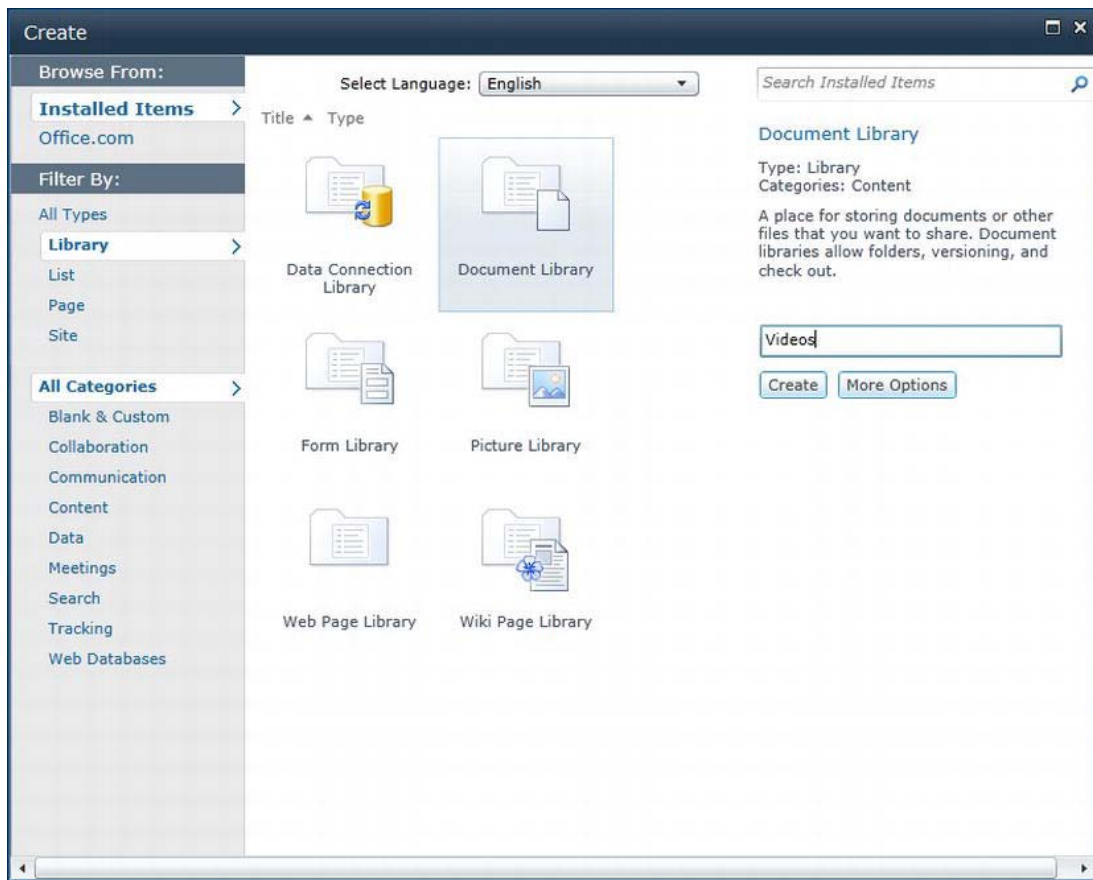 Create
Browse From:
Installed Items
Office.com
Filter By:
All Types
Library
List
Page
Site
All Categories
Blank & Custom
Collaboration
Communication
Content
Data
Meetings
Search
Tracking
Web Databases
Select Language: English
Title Type
Data Connection
Library
Document Library
Form Library
Picture Library
Web Page Library
Wiki Page Library
Search Installed Items
Document Library
Type: Library
Categories: Content
A place for storing documents or other
files that you want to share. Document
libraries allow folders, versioning, and
check out.
Videos
Create More Options